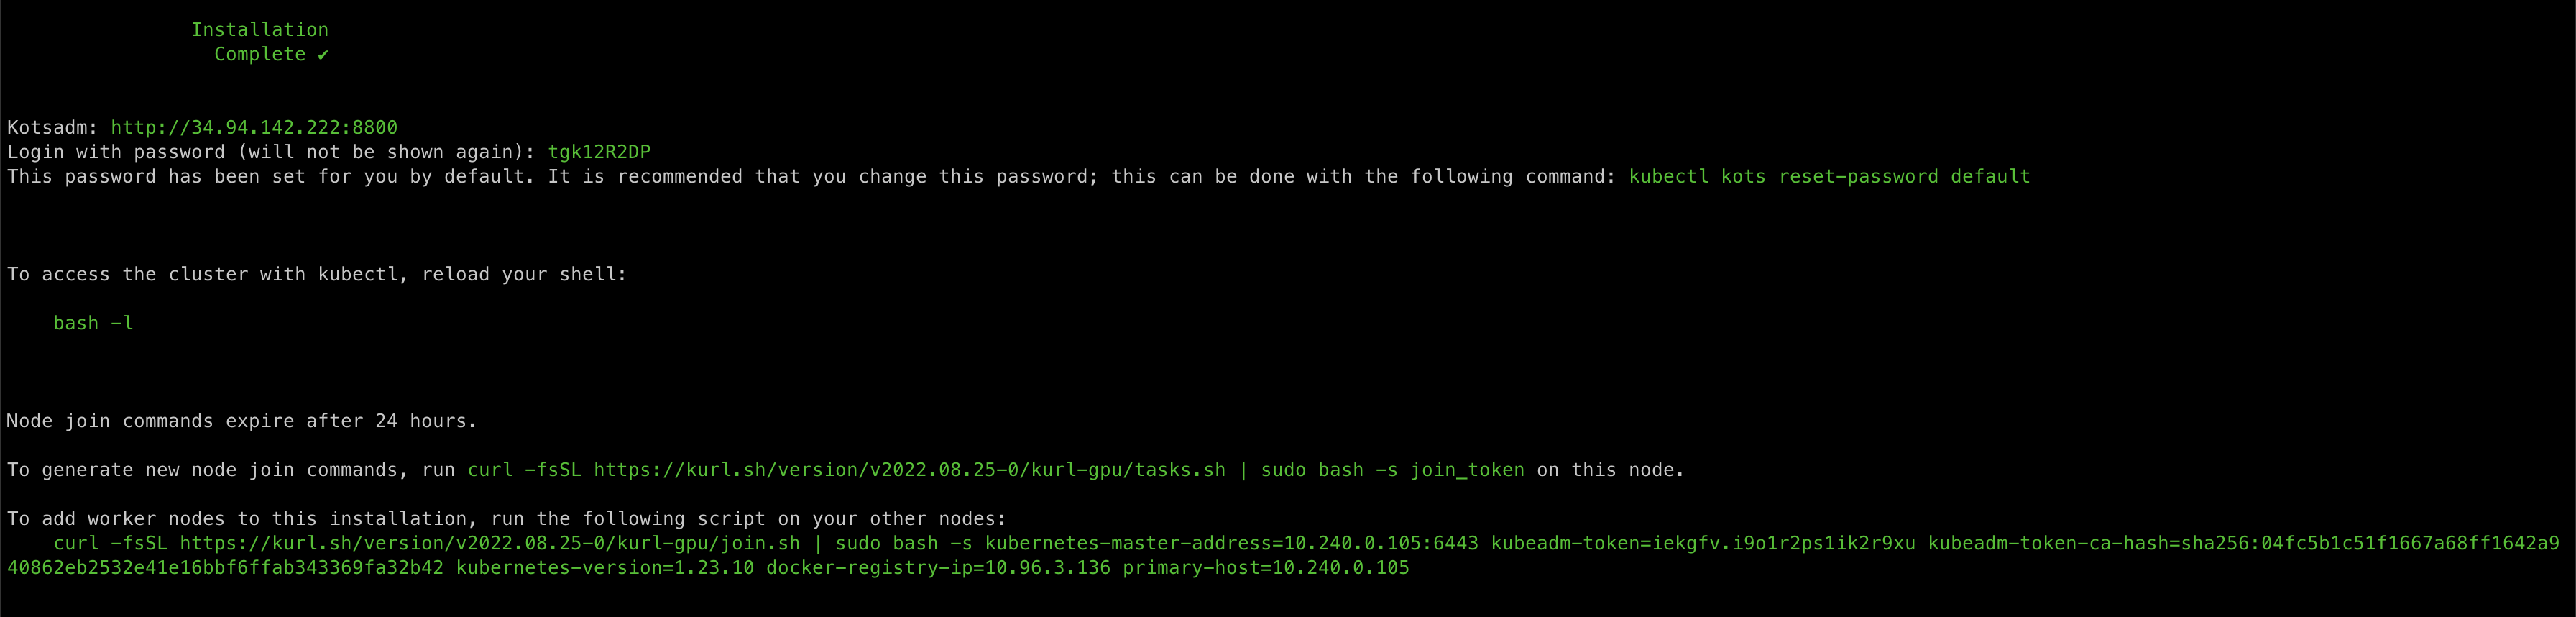 Installation
Complete ✔
Kotsadm: http://34.94.142.222:8800
Login with password (will not be shown again): tgk12R2DP
This password has been set for you by default. It is recommended that you change this password; this can be done with the following command: kubectl kots reset-password default
To access the cluster with kubectl, reload your shell:
bash -l
Node join commands expire after 24 hours.
To generate new node join commands, run curl -fsSL https://kurl.sh/version/v2022.08.25-0/kurl-gpu/tasks.sh | sudo bash -s join_token on this node.
To add worker nodes to this installation, run the following script on your other nodes:
curl -fsSL https://kurl.sh/version/v2022.08.25-0/kurl-gpu/join.sh | sudo bash -s kubernetes-master-address=10.240.0.105:6443 kubeadm-token=iekgfv.i9o1r2ps1ik2r9xu kubeadm-token-ca-hash=sha256:04fc5b1c51f1667a68ff1642a9
40862eb2532e41e16bbf6ffab343369fa32b42 kubernetes-version=1.23.10 docker-registry-ip=10.96.3.136 primary-host=10.240.0.105